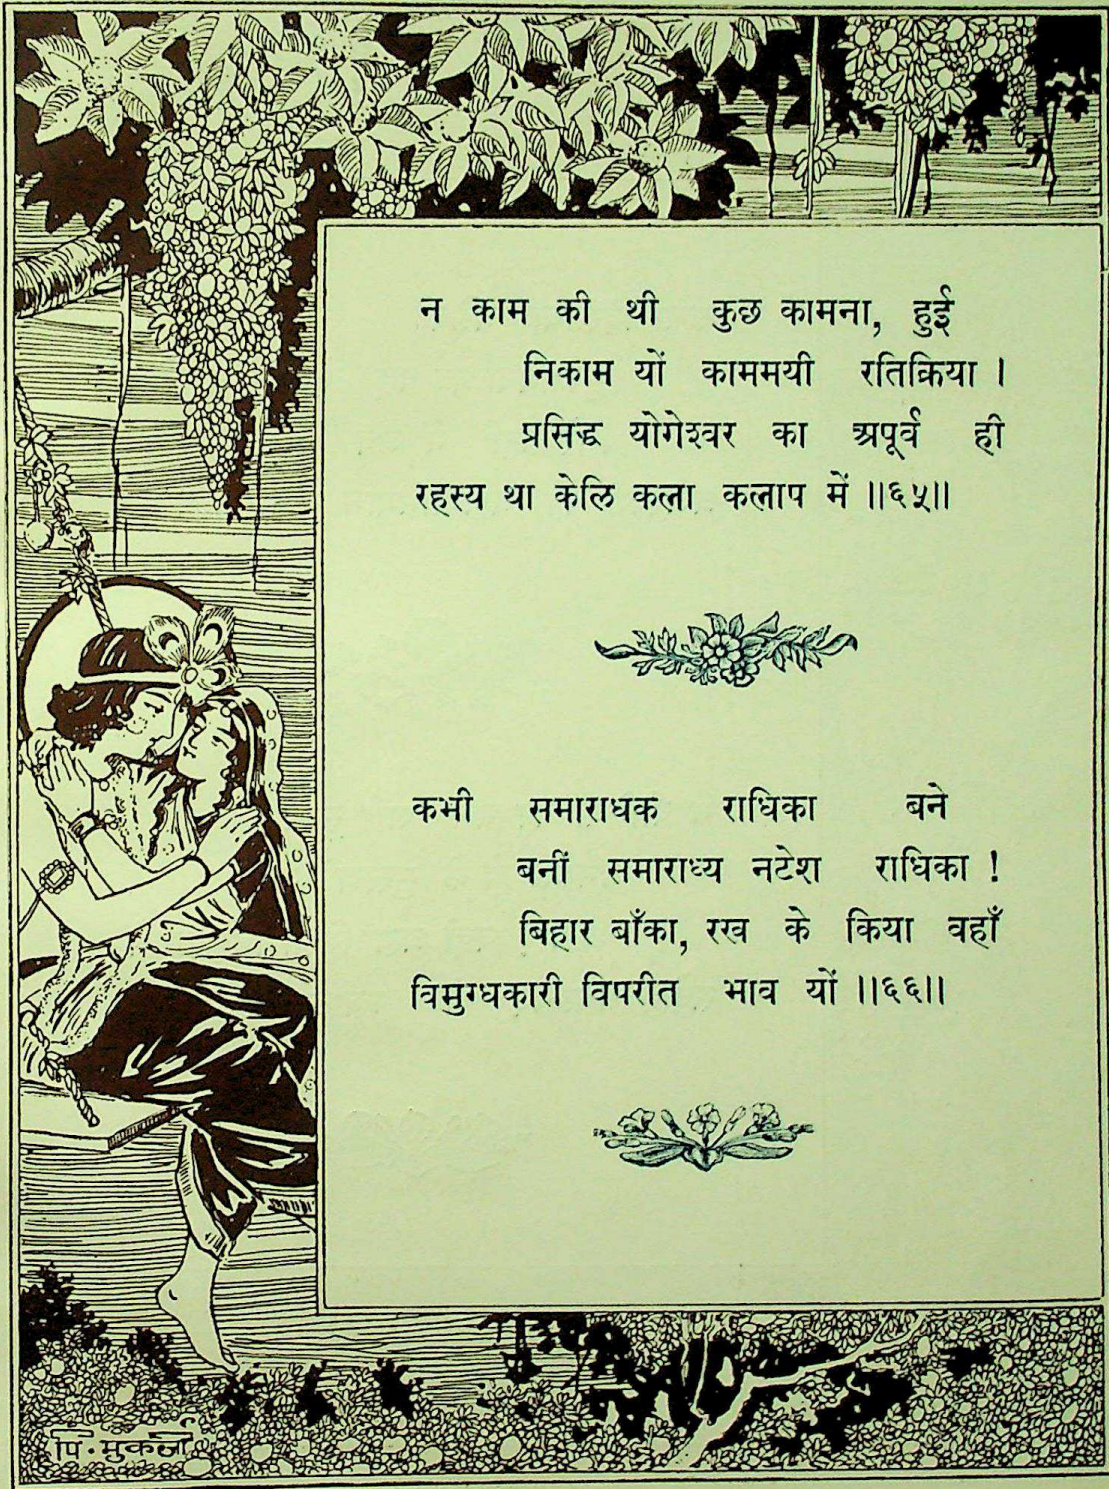 न काम की थी कुछ कामना, हुई
निकाम यों काममयी रतिक्रिया ।
प्रसिद्ध योगेश्वर का अपूर्व ही
रहस्य था केलि कला कलाप में ॥६५॥
कभी समाराधक राधिका बने
बनीं समाराध्य नटेश राधिका !
बिहार बाँका, रख के किया वहाँ
विमुग्धकारी विपरीत भाव यों ॥६६॥
पि. मुकर्जी